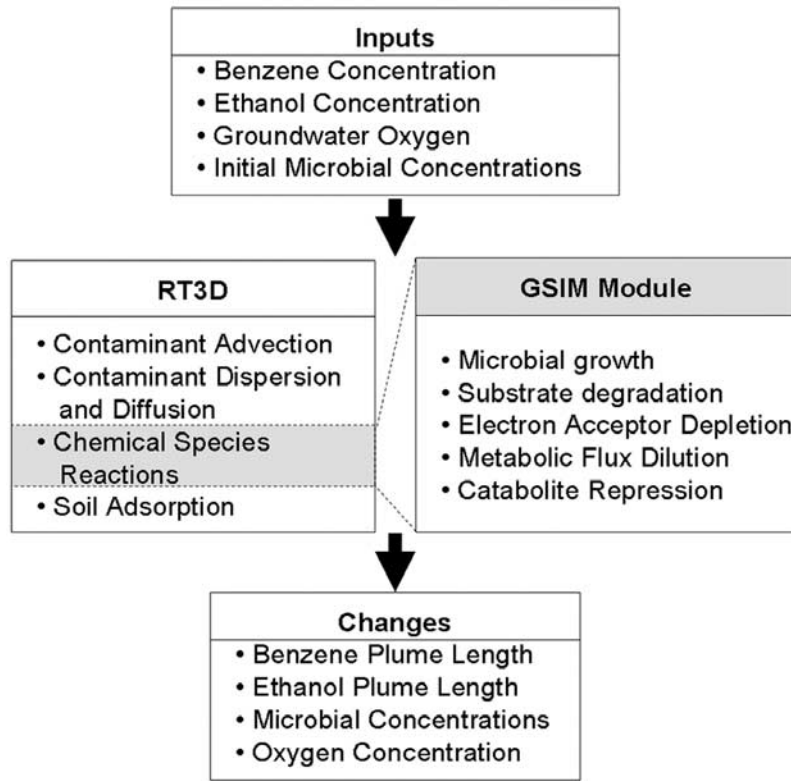 Inputs
• Benzene Concentration
• Ethanol Concentration
• Groundwater Oxygen
• Initial Microbial Concentrations
RT3D
• Contaminant Advection
• Contaminant Dispersion
and Diffusion
• Chemical Species
Reactions
• Soil Adsorption
GSIM Module
• Microbial growth
• Substrate degradation
• Electron Acceptor Depletion
• Metabolic Flux Dilution
• Catabolite Repression
Changes
• Benzene Plume Length
• Ethanol Plume Length
• Microbial Concentrations
• Oxygen Concentration